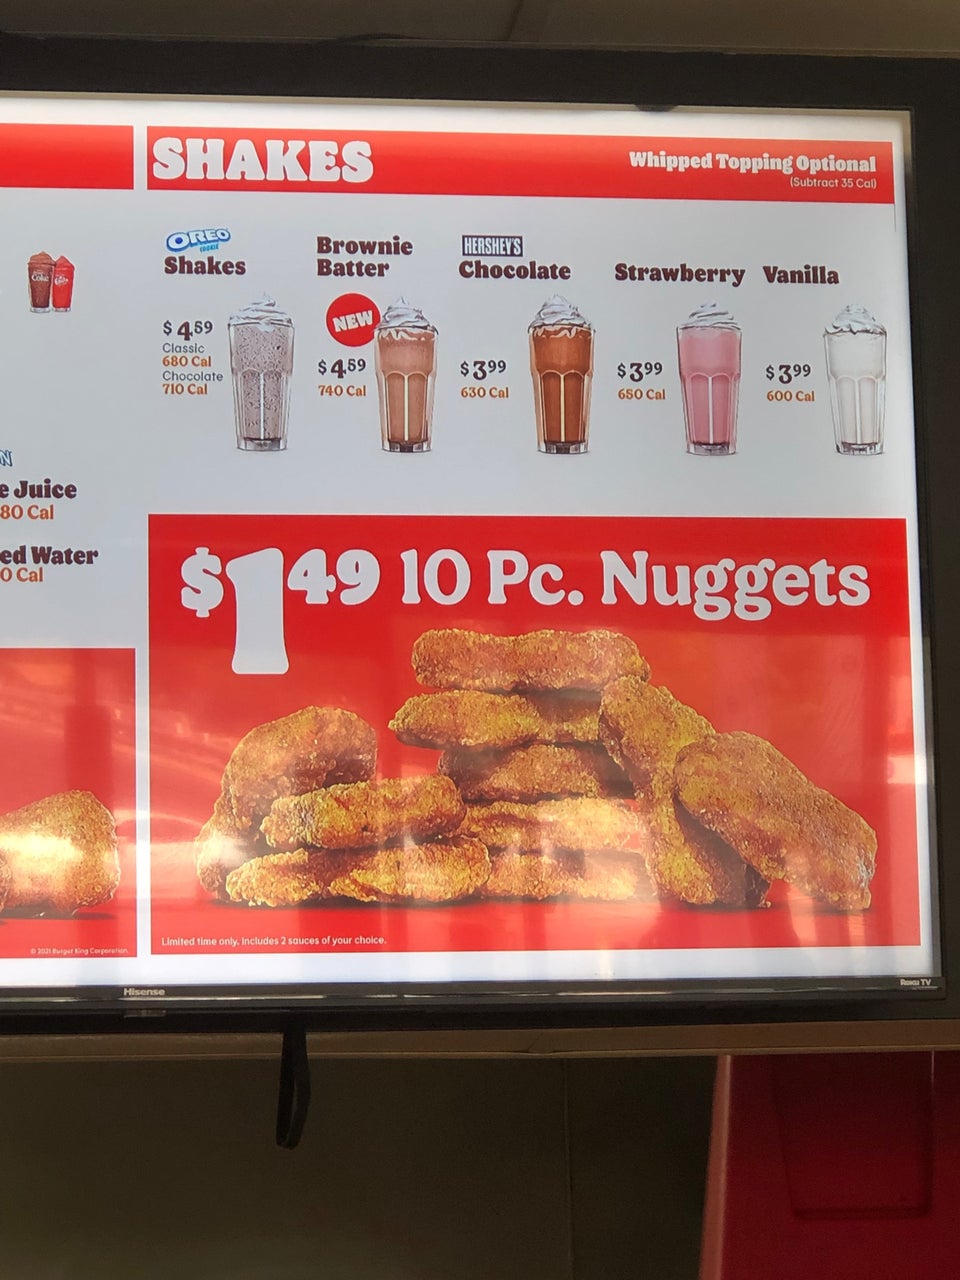 SHAKES
Whipped Topping Optional
(Subtract 35 Cal)
OREO
COOKIE
Shakes
$4.59
Classic
680 Cal
Chocolate
710 Cal
Brownie
Batter
NEW
$4.59
740 Cal
HERSHEY'S
Chocolate
$3.99
630 Cal
Strawberry
$3.99
650 Cal
Vanilla
$3.99
600 Cal
Coke
N
e Juice
80 Cal
ed Water
0 Cal
$1.49 10 Pc. Nuggets
Limited time only. Includes 2 sauces of your choice.
© 2021 Burger King Corporation.
Hisense
Roku TV